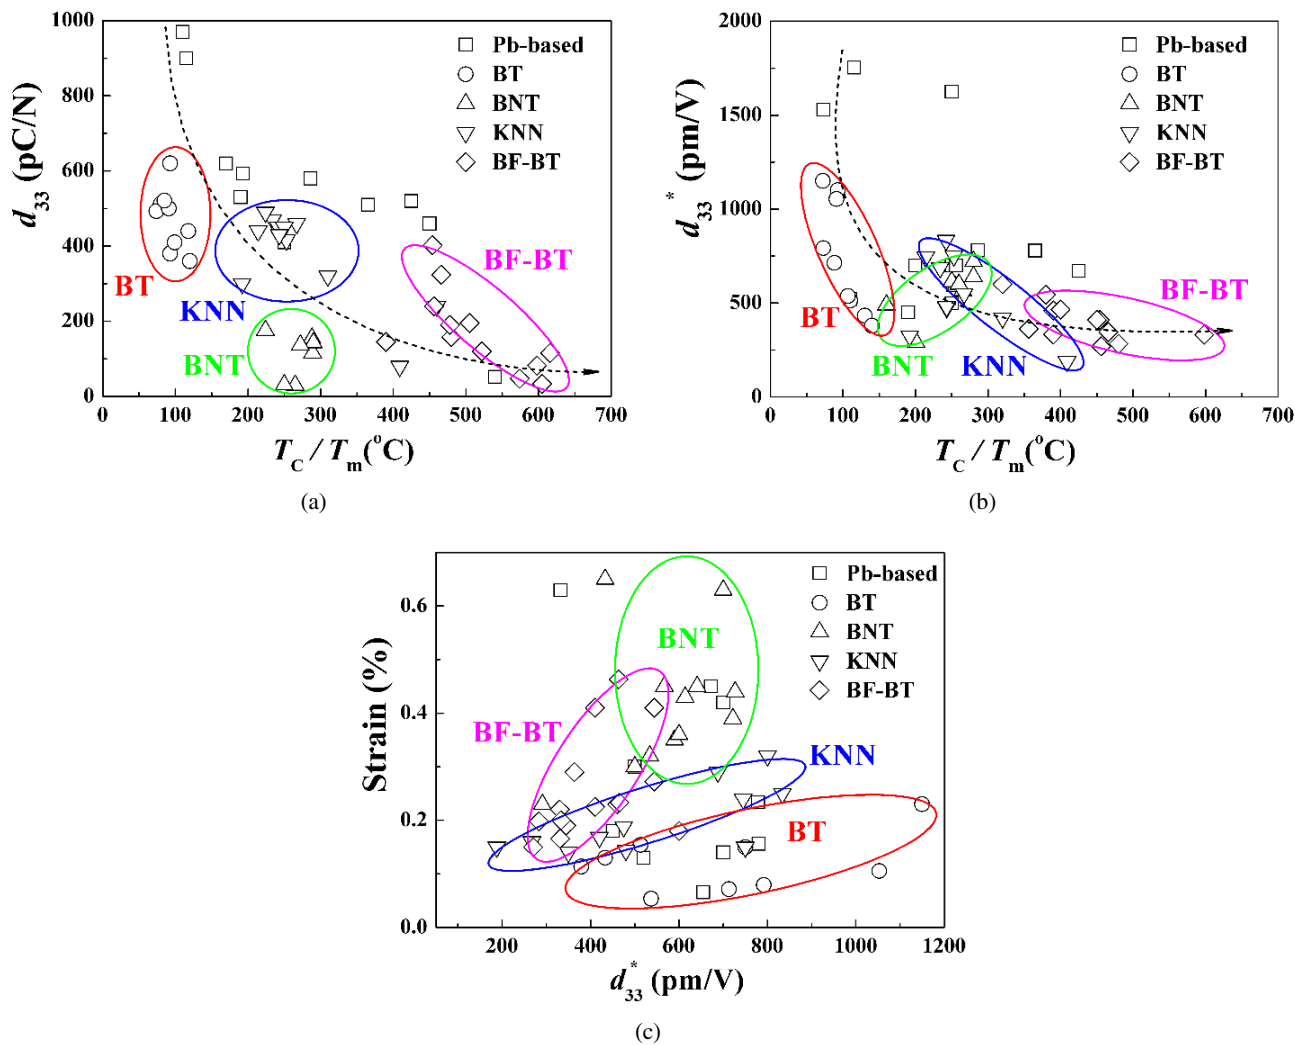 1000
800
600
400
200
0
d33 (pC/N)
Pb-based
BT
BNT
KNN
BF-BT
BT
KNN
BNT
BF-BT
0 100 200 300 400 500 600 700
TC / Tm(oC)
(a)
2000
1500
1000
500
0
d33* (pm/V)
Pb-based
BT
BNT
KNN
BF-BT
BT
BNT
KNN
BF-BT
0 100 200 300 400 500 600 700
TC / Tm(oC)
(b)
0.6
0.4
0.2
0.0
Strain (%)
Pb-based
BT
BNT
KNN
BF-BT
BNT
BF-BT
KNN
BT
200 400 600 800 1000 1200
d33* (pm/V)
(c)